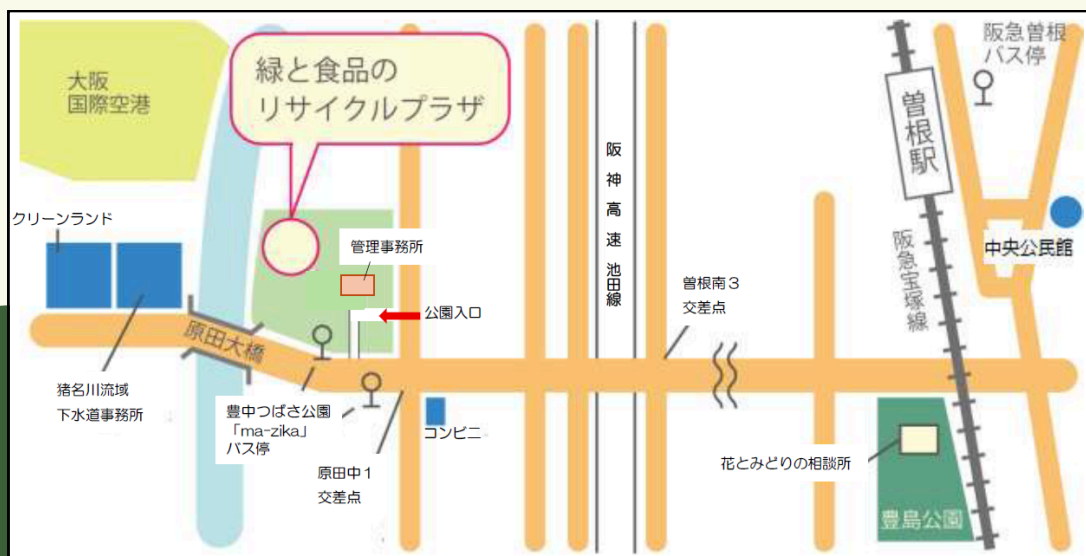 大阪
国際空港
緑と食品の
リサイクルプラザ
阪急曽根
バス停
曽根駅
阪神高速池田線
クリーンランド
管理事務所
中央公民館
阪急宝塚線
公園入口
曽根南3
交差点
原田大橋
猪名川流域
下水道事務所
豊中つばさ公園
「ma-zika」
バス停
コンビニ
原田中1
交差点
花とみどりの相談所
豊島公園